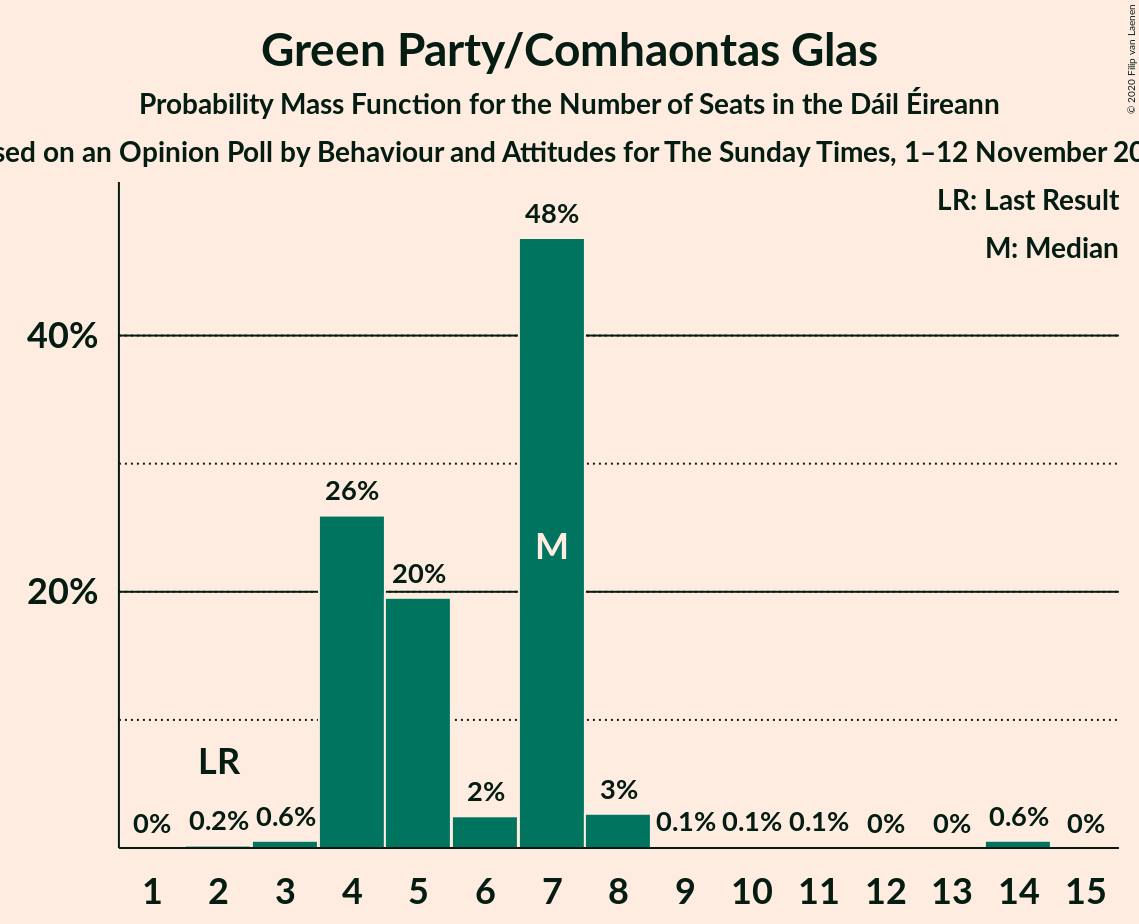 Green Party/Comhaontas Glas
Probability Mass Function for the Number of Seats in the Dáil Éireann
on an Opinion Poll by Behaviour and Attitudes for The Sunday Times, 1–12 November
© 2020 Filip van Laenen
LR: Last Result
M: Median
48%
40%
26%
M
20%
20%
LR
0% 0.2% 0.6% 2% 3% 0.1% 0.1% 0.1% 0% 0% 0.6% 0%
1 2 3 4 5 6 7 8 9 10 11 12 13 14 15